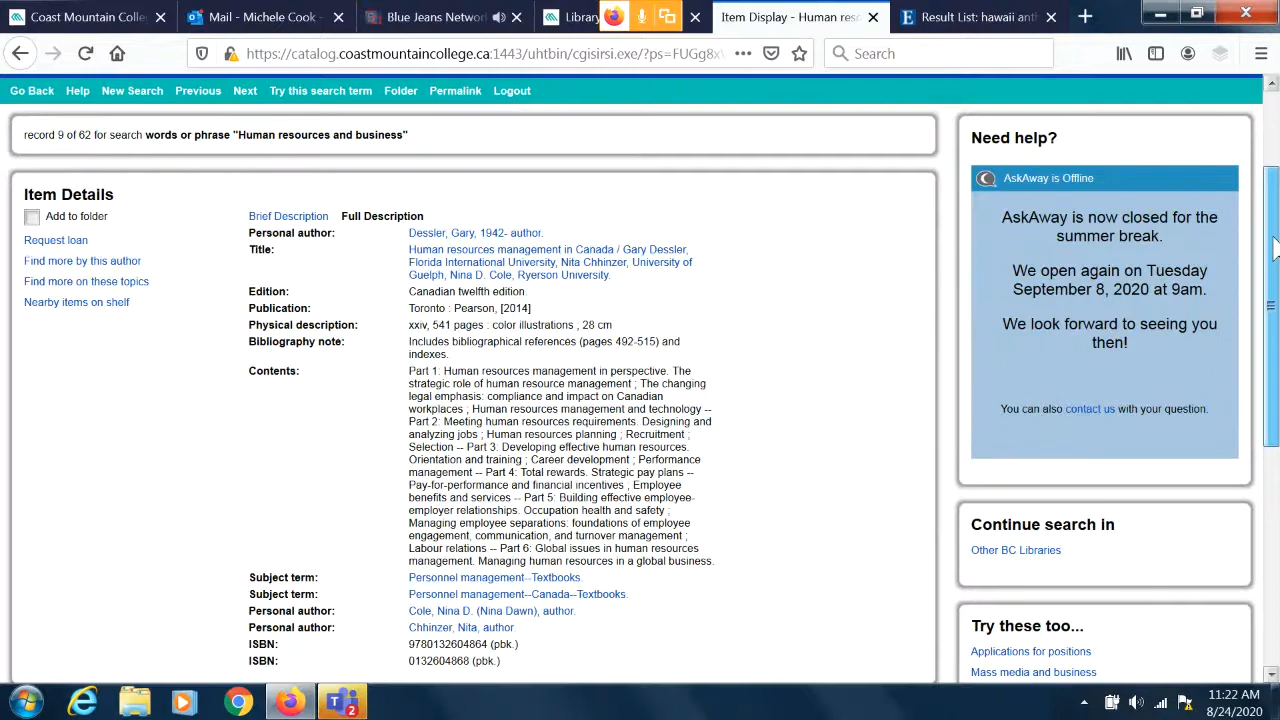 Coast Mountain Colle
Mail - Michele Cook -
Blue Jeans Network
Library
Item Display - Human reso
Result List: hawaii ant
https://catalog.coastmountaincollege.ca:1443/uhtbin/cgisirsi.exe/?ps=FUGg8x
Search
Go Back Help New Search Previous Next Try this search term Folder Permalink Logout
record 9 of 62 for search words or phrase "Human resources and business"
Item Details
Add to folder
Request loan
Find more by this author
Find more on these topics
Nearby items on shelf
Brief Description Full Description
Personal author: Dessler, Gary, 1942- author.
Title: Human resources management in Canada / Gary Dessler,
Florida International University, Nita Chhinzer, University of
Guelph, Nina D. Cole, Ryerson University.
Edition: Canadian twelfth edition.
Publication: Toronto : Pearson, [2014]
Physical description: xxiv, 541 pages : color illustrations ; 28 cm
Bibliography note: Includes bibliographical references (pages 492-515) and
indexes.
Contents: Part 1: Human resources management in perspective. The
strategic role of human resource management ; The changing
legal emphasis: compliance and impact on Canadian
workplaces ; Human resources management and technology --
Part 2: Meeting human resources requirements. Designing and
analyzing jobs ; Human resources planning ; Recruitment ;
Selection -- Part 3: Developing effective human resources.
Orientation and training ; Career development ; Performance
management -- Part 4: Total rewards. Strategic pay plans --
Pay-for-performance and financial incentives ; Employee
benefits and services -- Part 5: Building effective employee-
employer relationships. Occupation health and safety ;
Managing employee separations: foundations of employee
engagement, communication, and turnover management ;
Labour relations -- Part 6: Global issues in human resources
management. Managing human resources in a global business.
Subject term: Personnel management--Textbooks.
Subject term: Personnel management--Canada--Textbooks.
Personal author: Cole, Nina D. (Nina Dawn), author.
Personal author: Chhinzer, Nita, author.
ISBN: 9780132604864 (pbk.)
ISBN: 0132604868 (pbk.)
Need help?
AskAway is Offline
AskAway is now closed for the
summer break.
We open again on Tuesday
September 8, 2020 at 9am.
We look forward to seeing you
then!
You can also contact us with your question.
Continue search in
Other BC Libraries
Try these too...
Applications for positions
Mass media and business
2
11:22 AM
8/24/2020